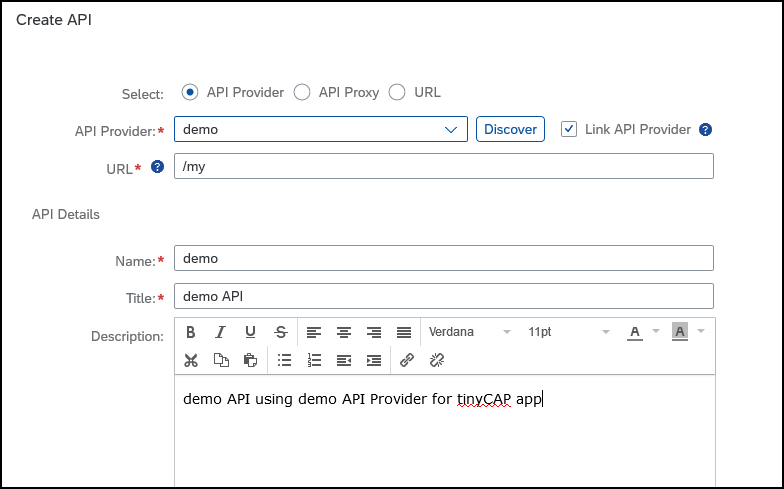 Create API
Select: API Provider API Proxy URL
API Provider:* demo Discover Link API Provider ?
URL* ? /my
API Details
Name:* demo
Title:* demo API
Description: B I U S Verdana 11pt A A
demo API using demo API Provider for tinyCAP app